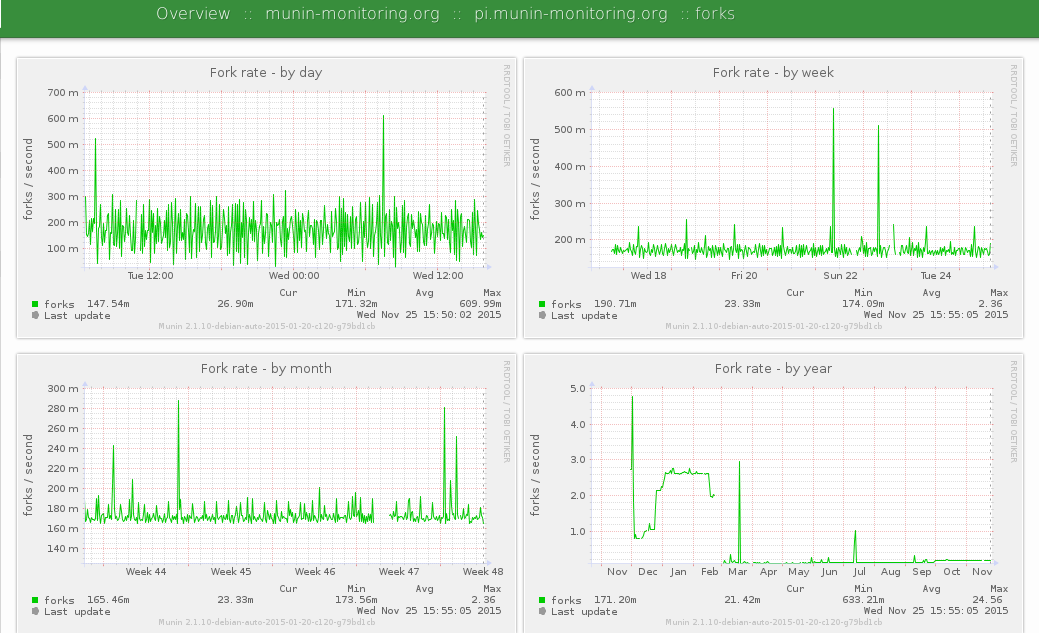 Overview :: munin-monitoring.org :: pi.munin-monitoring.org :: forks
Fork rate - by day
RRDTOOL / TOBI OETIKER
forks / second
700 m
600 m
500 m
400 m
300 m
200 m
100 m
Tue 12:00 Wed 00:00 Wed 12:00
Cur Min Avg Max
forks 147.54m 26.90m 171.32m 609.99m
Last update Wed Nov 25 15:50:02 2015
Munin 2.1.10-debian-auto-2015-01-20-c120-g79bd1cb
Fork rate - by week
RRDTOOL / TOBI OETIKER
forks / second
600 m
500 m
400 m
300 m
200 m
Wed 18 Fri 20 Sun 22 Tue 24
Cur Min Avg Max
forks 190.71m 23.33m 174.09m 2.36
Last update Wed Nov 25 15:55:05 2015
Munin 2.1.10-debian-auto-2015-01-20-c120-g79bd1cb
Fork rate - by month
RRDTOOL / TOBI OETIKER
forks / second
300 m
280 m
260 m
240 m
220 m
200 m
180 m
160 m
140 m
Week 44 Week 45 Week 46 Week 47 Week 48
Cur Min Avg Max
forks 165.46m 23.33m 173.56m 2.36
Last update Wed Nov 25 15:55:05 2015
Munin 2.1.10-debian-auto-2015-01-20-c120-g79bd1cb
Fork rate - by year
RRDTOOL / TOBI OETIKER
forks / second
5.0
4.0
3.0
2.0
1.0
Nov Dec Jan Feb Mar Apr May Jun Jul Aug Sep Oct Nov
Cur Min Avg Max
forks 171.20m 21.42m 633.21m 24.56
Last update Wed Nov 25 15:55:05 2015
Munin 2.1.10-debian-auto-2015-01-20-c120-g79bd1cb